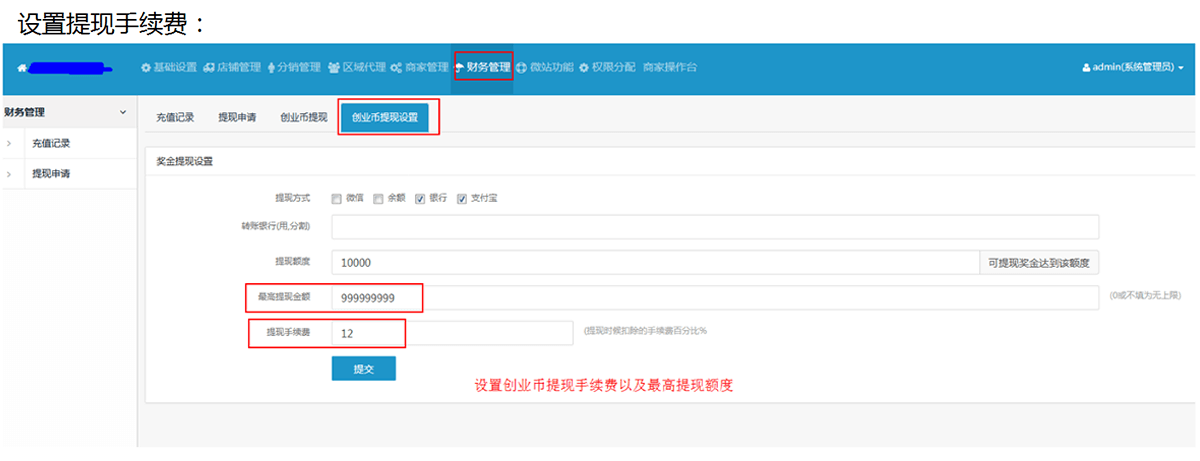 设置提现手续费：
基础设置 店铺管理 分销管理 区域代理 商家管理 财务管理 微站功能 权限分配 商家操作台 admin(系统管理员)
财务管理
充值记录 提现申请 创业币提现 创业币提现设置
充值记录
奖金提现设置
提现申请
提现方式 微信 余额 银行 支付宝
转账银行(用,分割)
提现额度 10000 可提现奖金达到该额度
最高提现金额 999999999 (0或不填为无上限)
提现手续费 12 (提现时候扣除的手续费百分比%
提交
设置创业币提现手续费以及最高提现额度